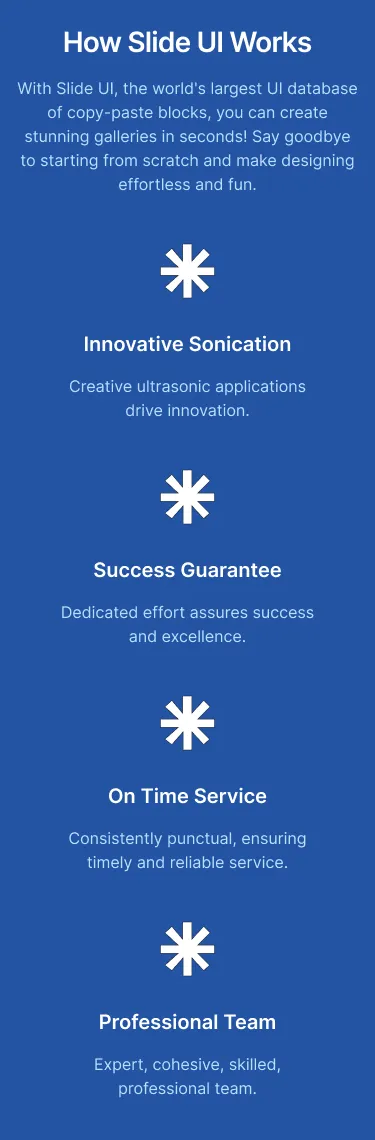 How Slide UI Works
With Slide UI, the world's largest UI database
of copy-paste blocks, you can create
stunning galleries in seconds! Say goodbye
to starting from scratch and make designing
effortless and fun.
Innovative Sonication
Creative ultrasonic applications
drive innovation.
Success Guarantee
Dedicated effort assures success
and excellence.
On Time Service
Consistently punctual, ensuring
timely and reliable service.
Professional Team
Expert, cohesive, skilled,
professional team.